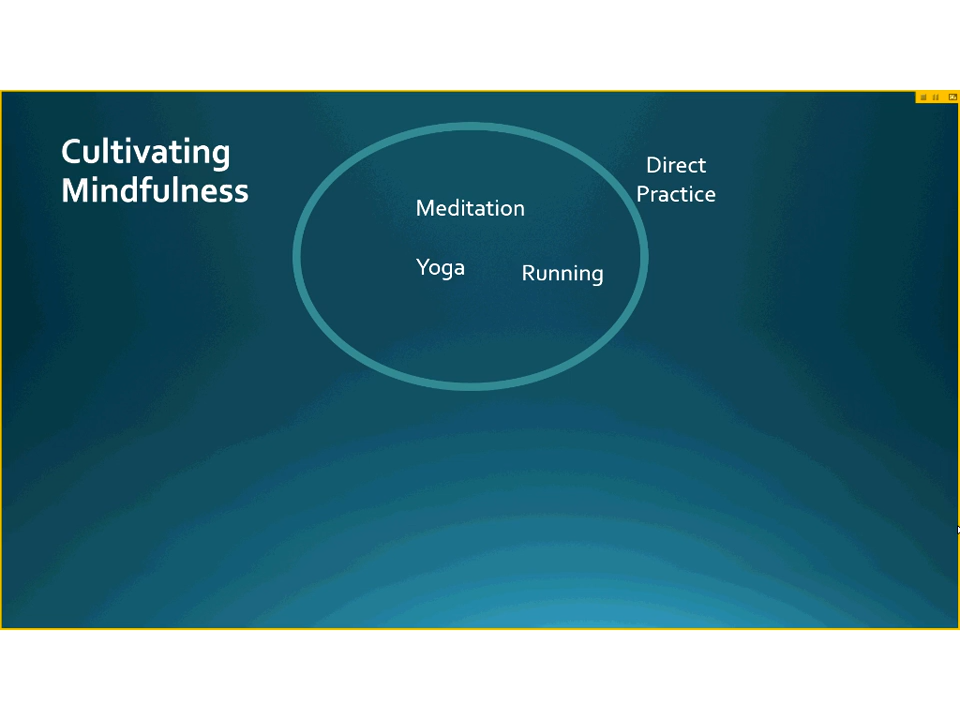 Cultivating
Mindfulness
Direct
Practice
Meditation
Yoga
Running